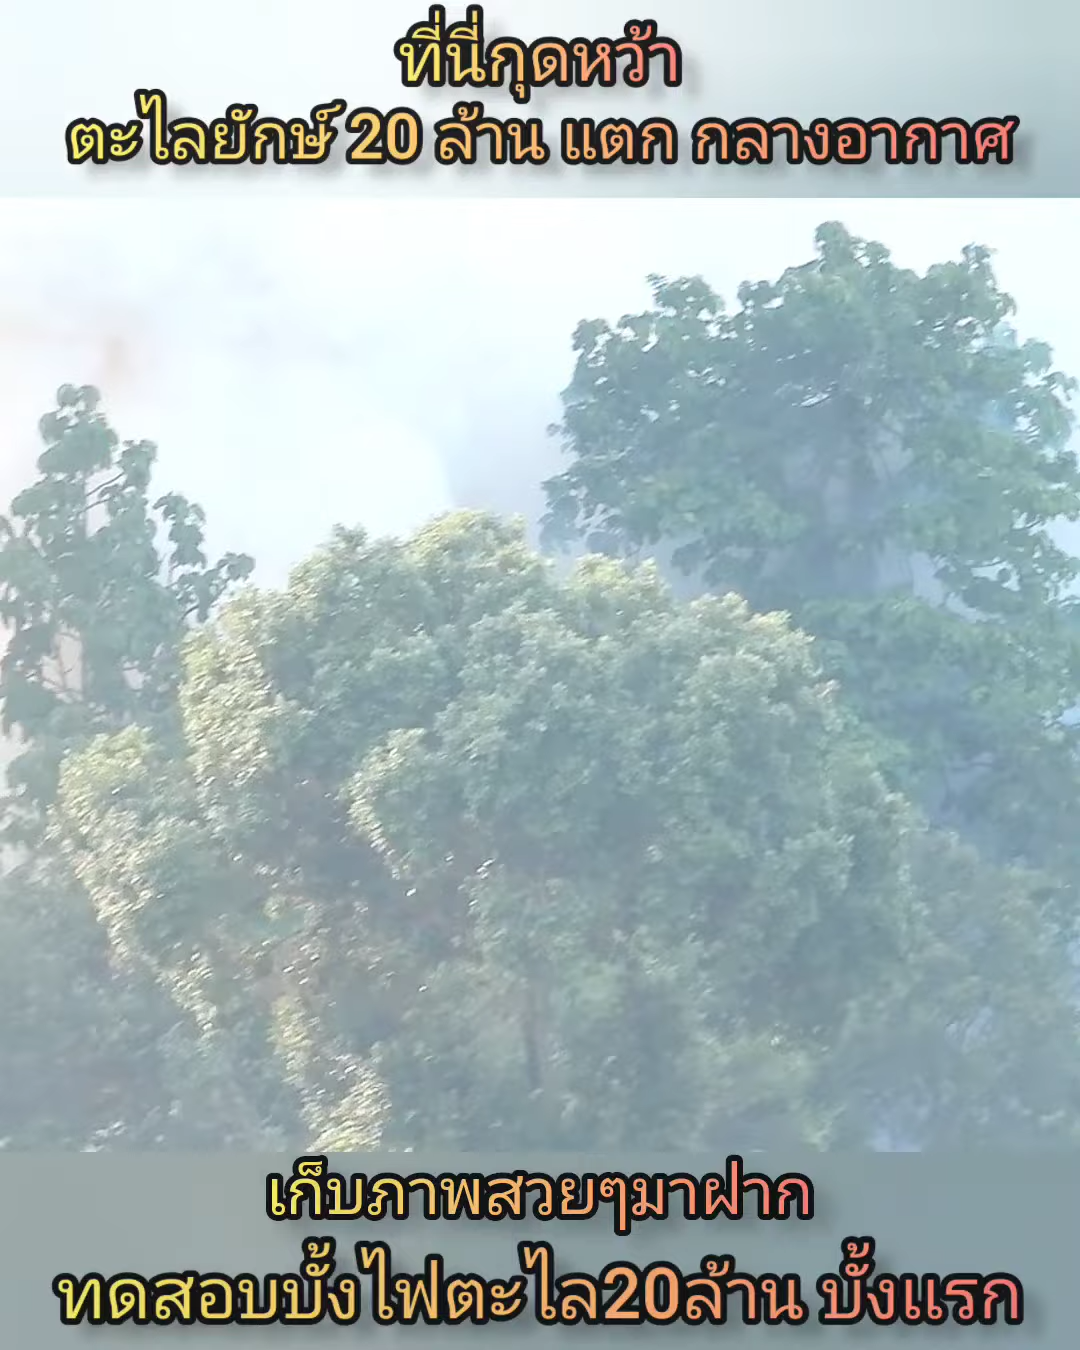 ที่นี่กุดหว้า
ตะไลยักษ์ 20 ล้าน แตก กลางอากาศ
เก็บภาพสวยๆมาฝาก
ทดสอบบั้งไฟตะไล20ล้าน บั้งแรก